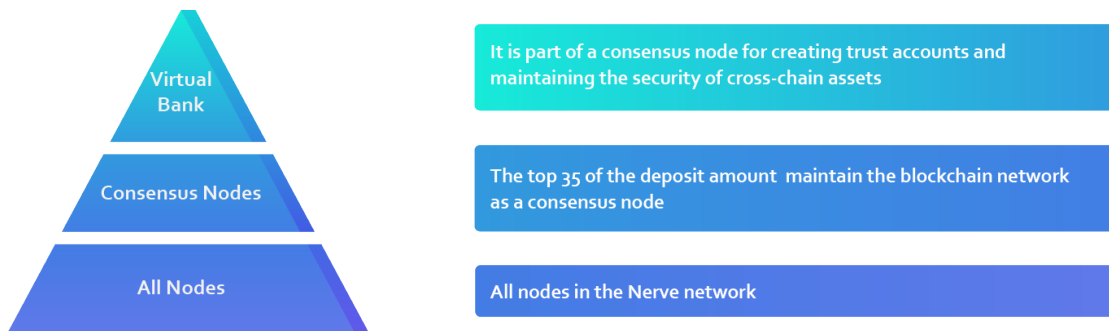 Virtual
Bank
It is part of a consensus node for creating trust accounts and
maintaining the security of cross-chain assets
Consensus Nodes
The top 35 of the deposit amount maintain the blockchain network
as a consensus node
All Nodes
All nodes in the Nerve network